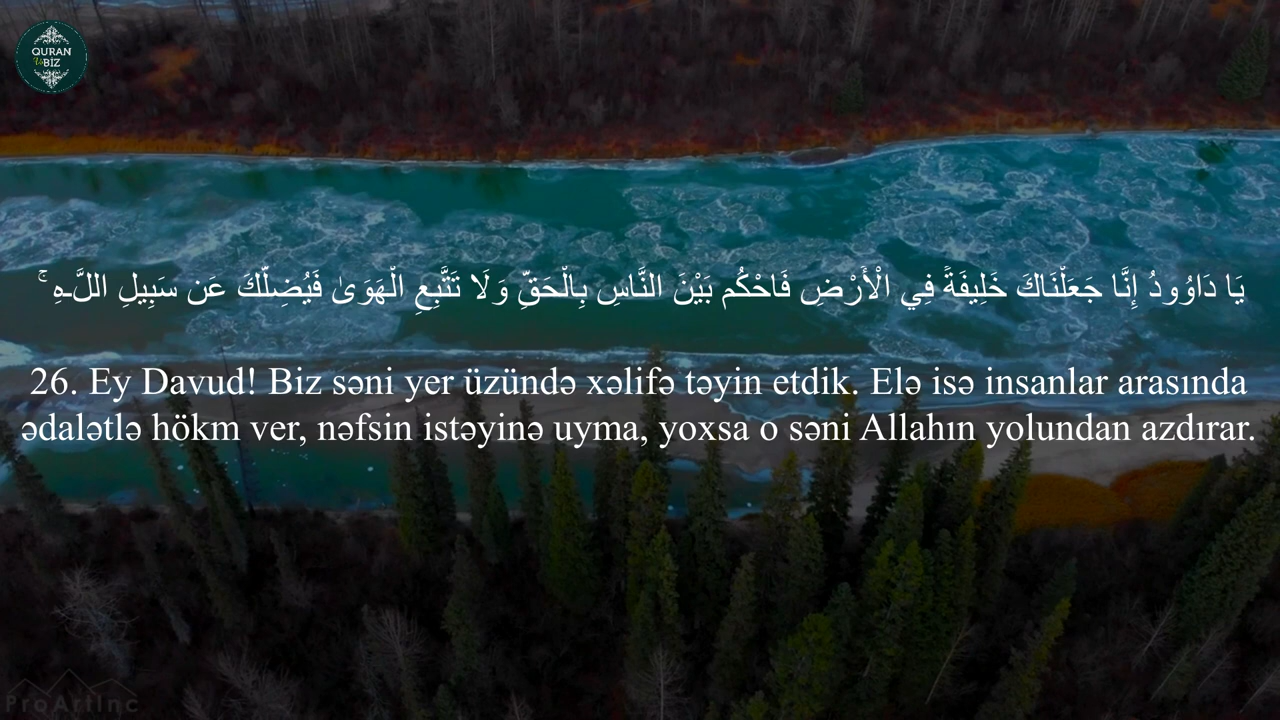 QURAN
Və BİZ
يَا دَاوُودُ إِنَّا جَعَلْنَاكَ خَلِيفَةً فِي الْأَرْضِ فَاحْكُم بَيْنَ النَّاسِ بِالْحَقِّ وَلَا تَتَّبِعِ الْهَوَىٰ فَيُضِلَّكَ عَن سَبِيلِ اللَّـهِ ۚ
26. Ey Davud! Biz səni yer üzündə xəlifə təyin etdik. Elə isə insanlar arasında
ədalətlə hökm ver, nəfsin istəyinə uyma, yoxsa o səni Allahın yolundan azdırar.
ProArtInc